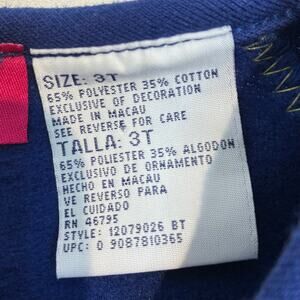 SIZE: 3T
65% POLYESTER 35% COTTON
EXCLUSIVE OF DECORATION
MADE IN MACAU
SEE REVERSE FOR CARE
TALLA: 3T
65% POLIESTER 35% ALGODON
EXCLUSIVO DE ORNAMENTO
HECHO EN MACAU
VE REVERSO PARA
EL CUIDADO
RN 46795
STYLE: 12079026 BT
UPC: 0 9087810365